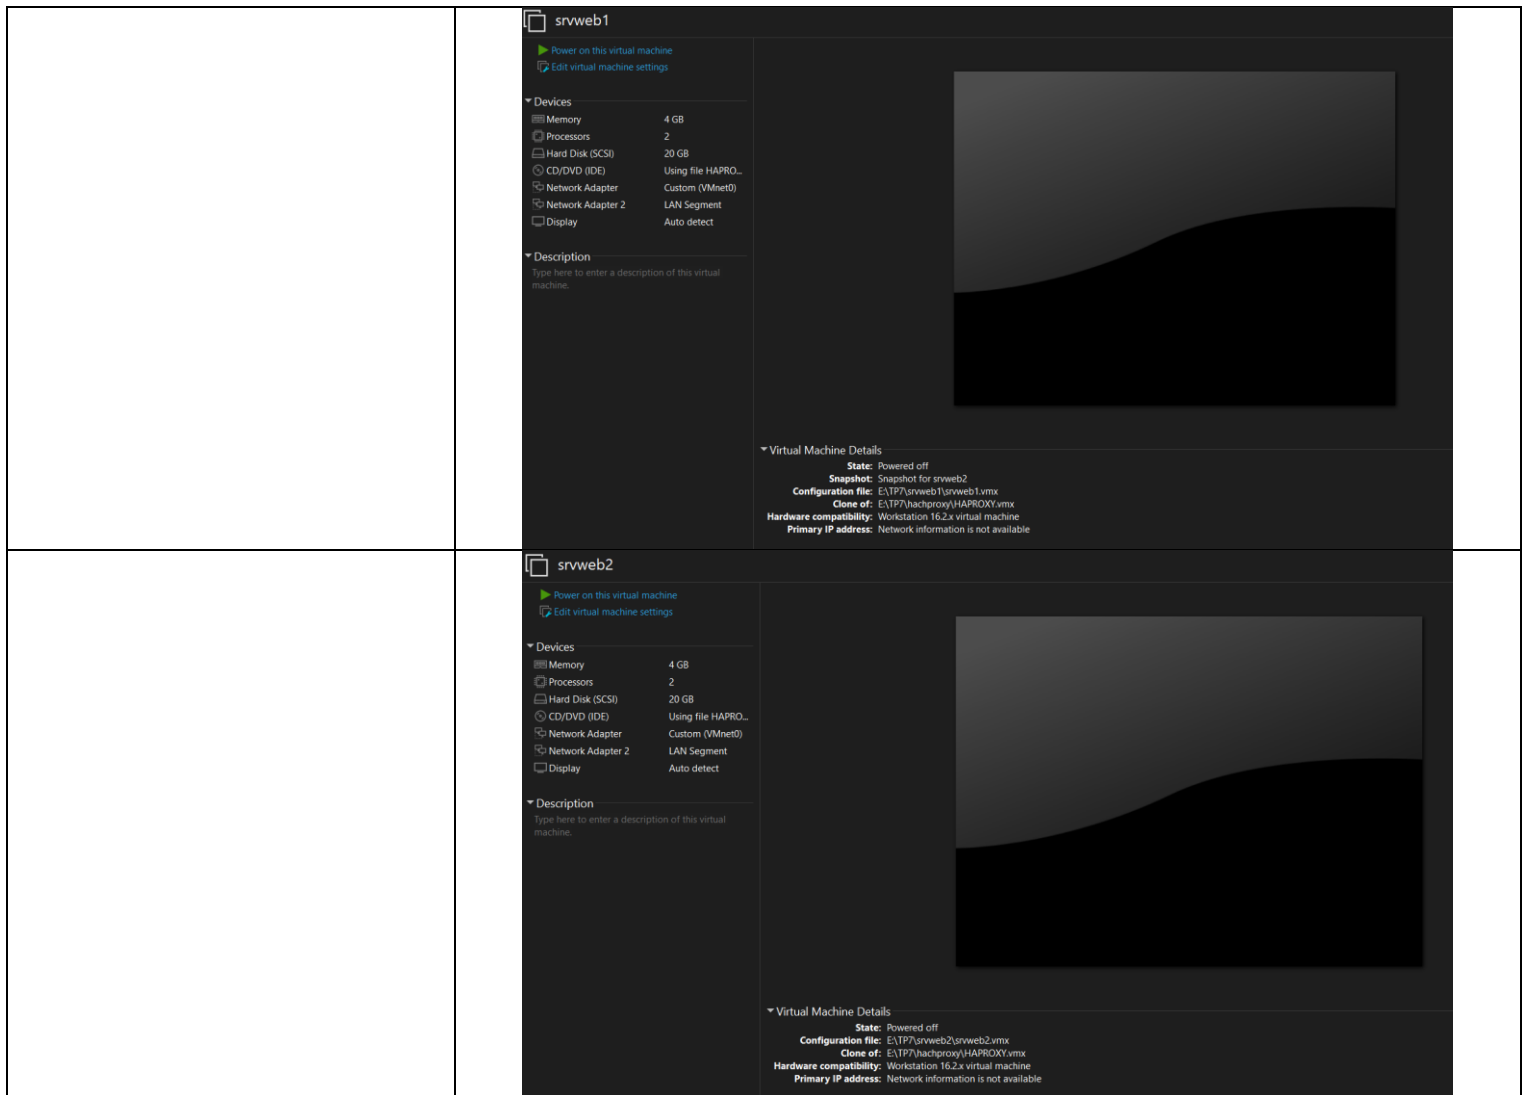 srvweb1
Power on this virtual machine
Edit virtual machine settings
Devices
Memory 4 GB
Processors 2
Hard Disk (SCSI) 20 GB
CD/DVD (IDE) Using file HAPRO...
Network Adapter Custom (VMnet0)
Network Adapter 2 LAN Segment
Display Auto detect
Description
Type here to enter a description of this virtual
machine.
Virtual Machine Details
State: Powered off
Snapshot: Snapshot for srvweb2
Configuration file: E:\TP7\srvweb1\srvweb1.vmx
Clone of: E:\TP7\hachproxy\HAPROXY.vmx
Hardware compatibility: Workstation 16.2.x virtual machine
Primary IP address: Network information is not available
srvweb2
Power on this virtual machine
Edit virtual machine settings
Devices
Memory 4 GB
Processors 2
Hard Disk (SCSI) 20 GB
CD/DVD (IDE) Using file HAPRO...
Network Adapter Custom (VMnet0)
Network Adapter 2 LAN Segment
Display Auto detect
Description
Type here to enter a description of this virtual
machine.
Virtual Machine Details
State: Powered off
Configuration file: E:\TP7\srvweb2\srvweb2.vmx
Clone of: E:\TP7\hachproxy\HAPROXY.vmx
Hardware compatibility: Workstation 16.2.x virtual machine
Primary IP address: Network information is not available